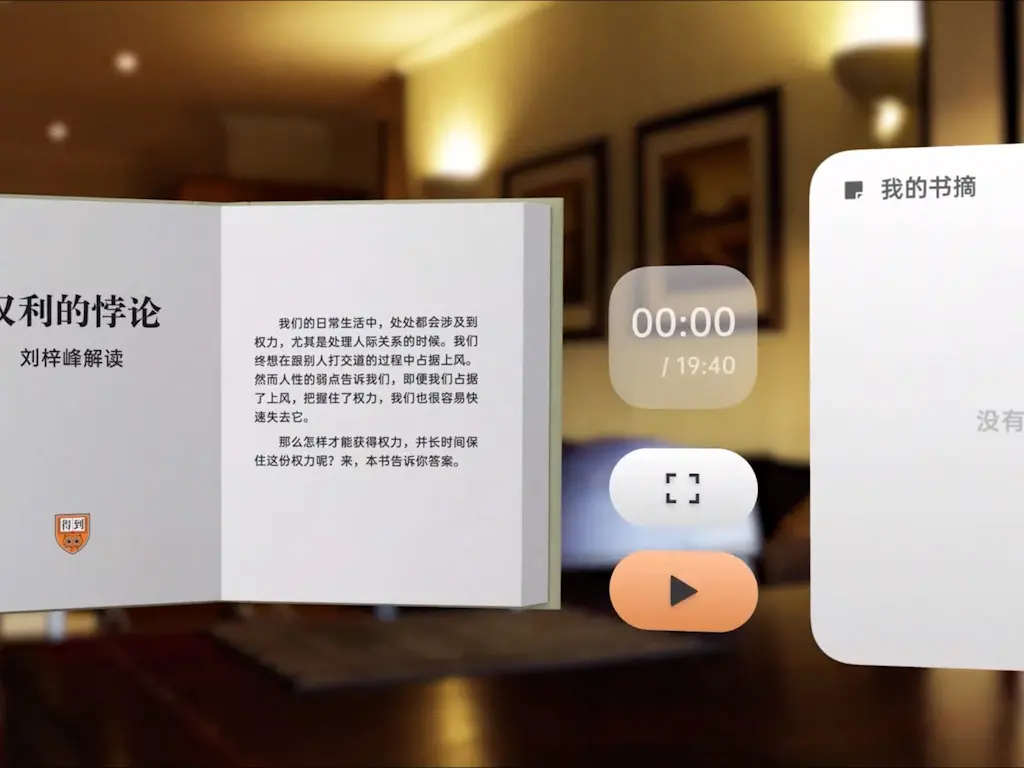 利的悖论
刘梓峰解读
得到
我们的日常生活中，处处都会涉及到
权力，尤其是处理人际关系的时候。我们
终想在跟别人打交道的过程中占据上风。
然而人性的弱点告诉我们，即便我们占据
了上风，把握住了权力，我们也很容易快
速失去它。
那么怎样才能获得权力，并长时间保
住这份权力呢？来，本书告诉你答案。
00:00
/ 19:40
我的书摘
没有